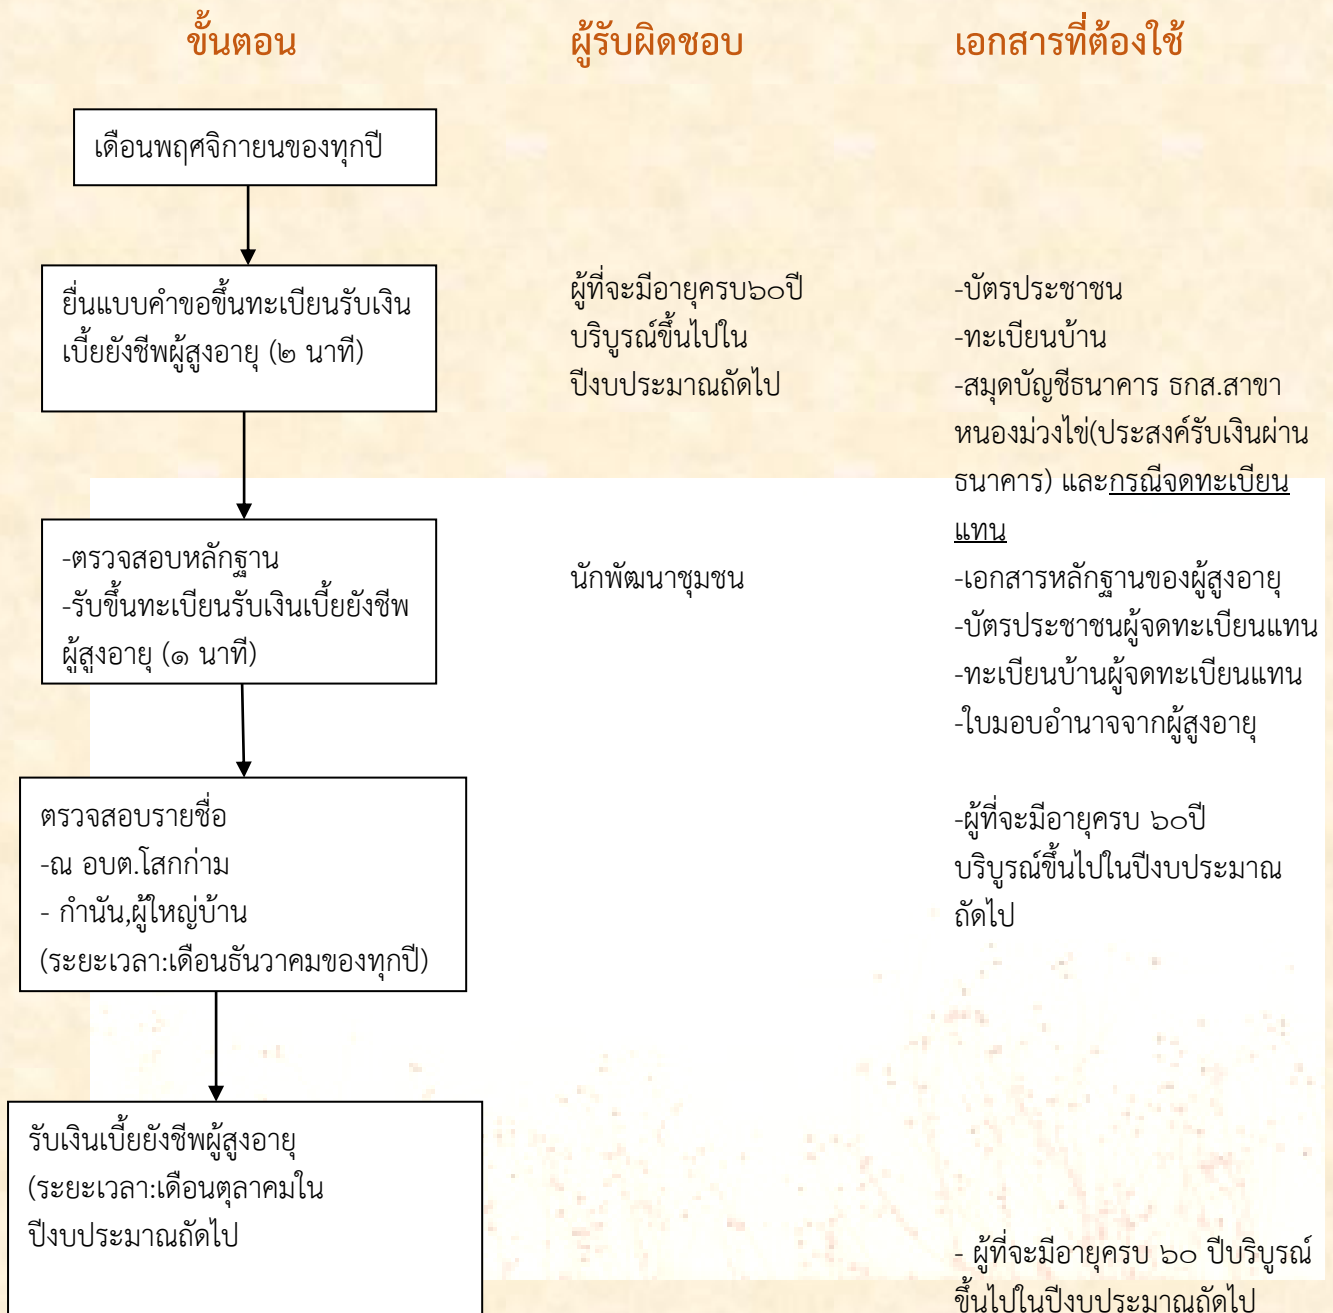 ขั้นตอน
ผู้รับผิดชอบ
เอกสารที่ต้องใช้
เดือนพฤศจิกายนของทุกปี
ยื่นแบบคำขอขึ้นทะเบียนรับเงิน
เบี้ยยังชีพผู้สูงอายุ (๒ นาที)
ผู้ที่จะมีอายุครบ๖๐ปี
บริบูรณ์ขึ้นไปใน
ปีงบประมาณถัดไป
-บัตรประชาชน
-ทะเบียนบ้าน
-สมุดบัญชีธนาคาร ธกส.สาขา
หนองม่วงไข่(ประสงค์รับเงินผ่าน
ธนาคาร) และกรณีจดทะเบียน
แทน
-ตรวจสอบหลักฐาน
-รับขึ้นทะเบียนรับเงินเบี้ยยังชีพ
ผู้สูงอายุ (๑ นาที)
นักพัฒนาชุมชน
-เอกสารหลักฐานของผู้สูงอายุ
-บัตรประชาชนผู้จดทะเบียนแทน
-ทะเบียนบ้านผู้จดทะเบียนแทน
-ใบมอบอำนาจจากผู้สูงอายุ
ตรวจสอบรายชื่อ
-ณ อบต.โสกก่าม
- กำนัน,ผู้ใหญ่บ้าน
(ระยะเวลา:เดือนธันวาคมของทุกปี)
-ผู้ที่จะมีอายุครบ ๖๐ปี
บริบูรณ์ขึ้นไปในปีงบประมาณ
ถัดไป
รับเงินเบี้ยยังชีพผู้สูงอายุ
(ระยะเวลา:เดือนตุลาคมใน
ปีงบประมาณถัดไป
- ผู้ที่จะมีอายุครบ ๖๐ ปีบริบูรณ์
ขึ้นไปในปีงบประมาณถัดไป